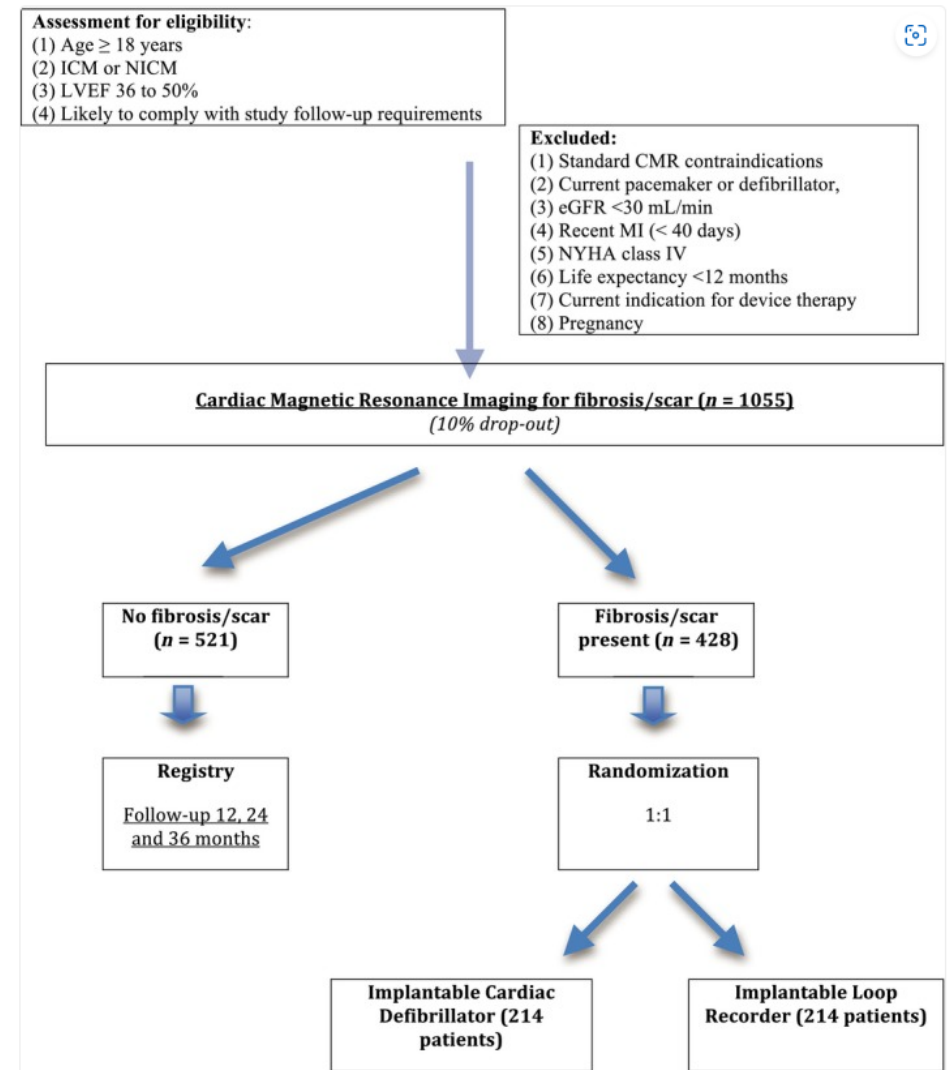 Assessment for eligibility:
(1) Age ≥ 18 years
(2) ICM or NICM
(3) LVEF 36 to 50%
(4) Likely to comply with study follow-up requirements
Excluded:
(1) Standard CMR contraindications
(2) Current pacemaker or defibrillator,
(3) eGFR <30 mL/min
(4) Recent MI (< 40 days)
(5) NYHA class IV
(6) Life expectancy <12 months
(7) Current indication for device therapy
(8) Pregnancy
Cardiac Magnetic Resonance Imaging for fibrosis/scar (n = 1055)
(10% drop-out)
No fibrosis/scar
(n = 521)
Fibrosis/scar
present (n = 428)
Registry
Follow-up 12, 24
and 36 months
Randomization
1:1
Implantable Cardiac
Defibrillator (214
patients)
Implantable Loop
Recorder (214 patients)